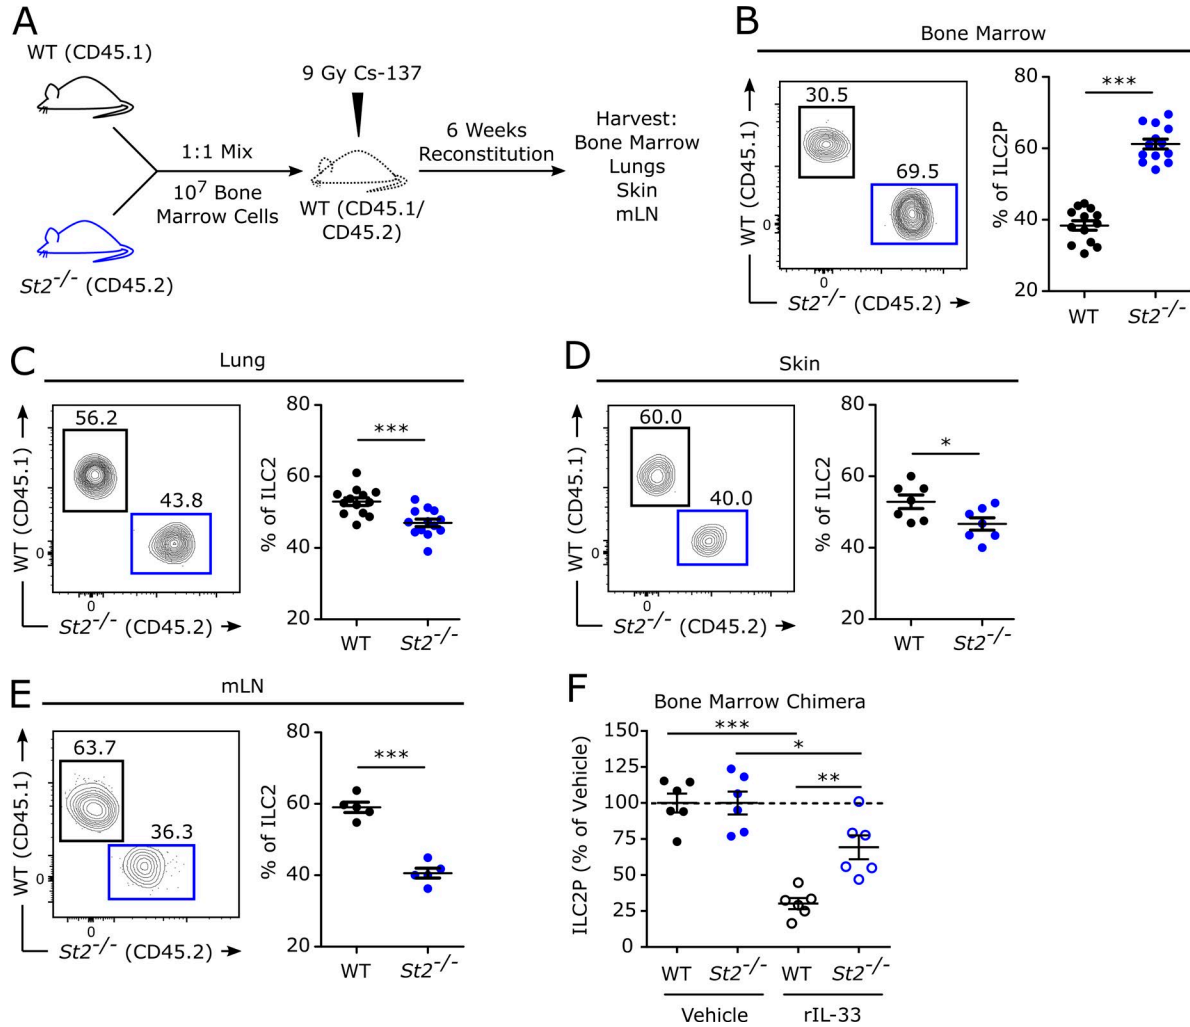 A
WT (CD45.1)
St2-/- (CD45.2)
1:1 Mix
10⁷ Bone
Marrow Cells
9 Gy Cs-137
WT (CD45.1/
CD45.2)
6 Weeks
Reconstitution
Harvest:
Bone Marrow
Lungs
Skin
mLN
B
Bone Marrow
WT (CD45.1)
30.5
69.5
0
0
St2-/- (CD45.2)
% of ILC2P
80
60
40
20
***
WT
St2-/-
C
Lung
WT (CD45.1)
56.2
43.8
0
0
St2-/- (CD45.2)
% of ILC2
80
60
40
20
***
WT
St2-/-
D
Skin
WT (CD45.1)
60.0
40.0
0
0
St2-/- (CD45.2)
% of ILC2
80
60
40
20
*
WT
St2-/-
E
mLN
WT (CD45.1)
63.7
36.3
0
0
St2-/- (CD45.2)
% of ILC2
80
60
40
20
***
WT
St2-/-
F
Bone Marrow Chimera
ILC2P (% of Vehicle)
150
125
100
75
50
25
0
***
*
**
WT
St2-/-
WT
St2-/-
Vehicle
rIL-33